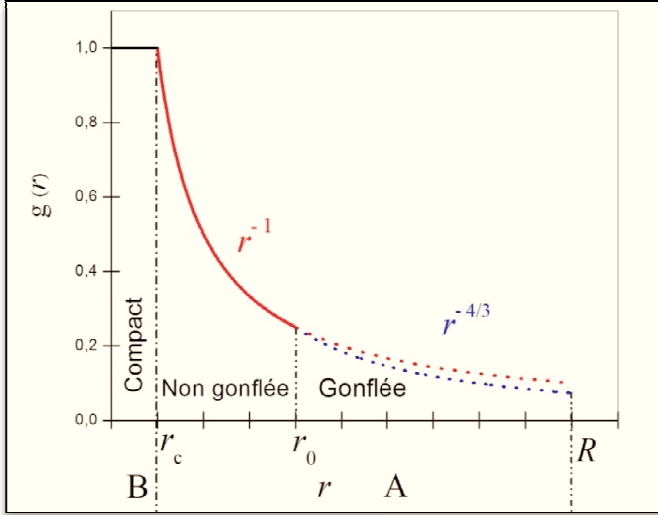 1,0
0,8
0,6
0,4
0,2
0,0
g (r)
r⁻¹
r⁻⁴/³
Compact
Non gonflée
Gonflée
r_c
r₀
R
B
r
A